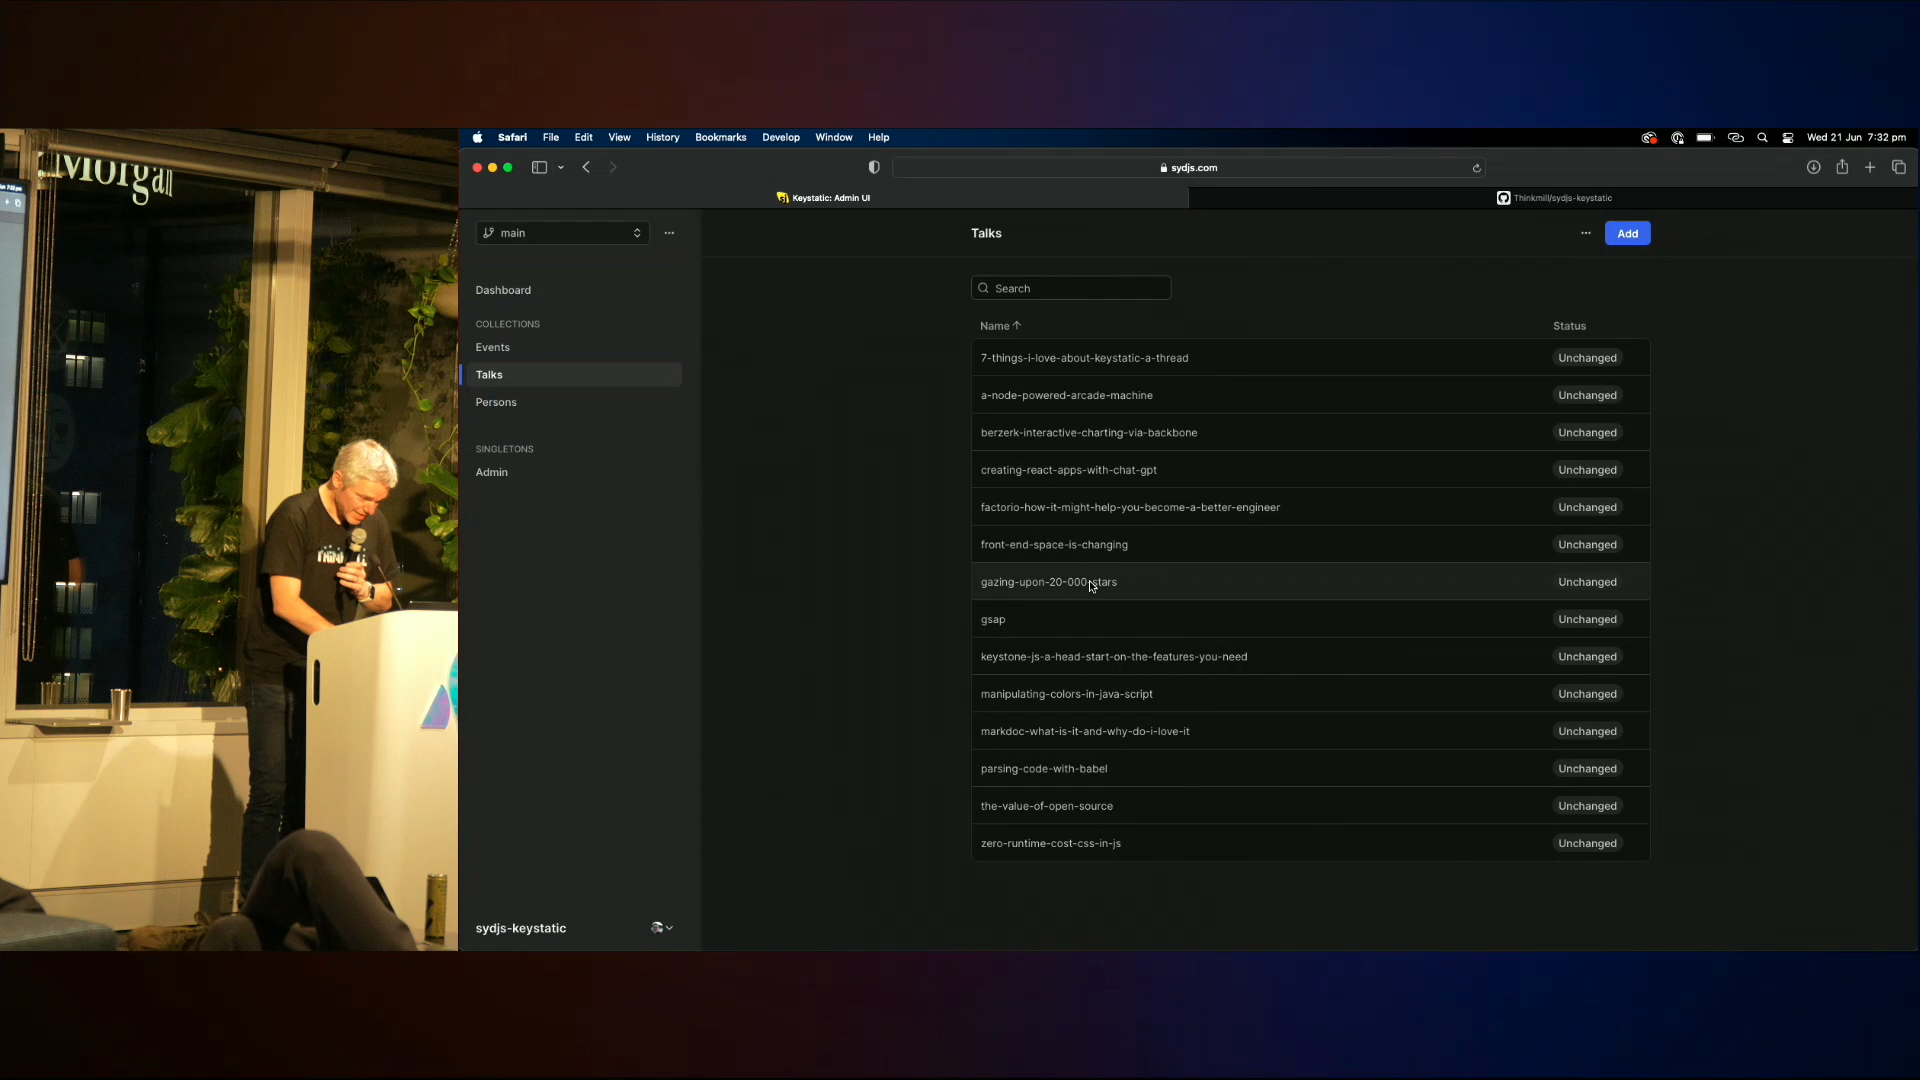 Morgan
Safari File Edit View History Bookmarks Develop Window Help
Wed 21 Jun 7:32 pm
sydjs.com
Keystatic: Admin UI
Thinkmill/sydjs-keystatic
main
Talks
Add
Search
Dashboard
COLLECTIONS
Events
Talks
Persons
SINGLETONS
Admin
Name
Status
7-things-i-love-about-keystatic-a-thread Unchanged
a-node-powered-arcade-machine Unchanged
berzerk-interactive-charting-via-backbone Unchanged
creating-react-apps-with-chat-gpt Unchanged
factorio-how-it-might-help-you-become-a-better-engineer Unchanged
front-end-space-is-changing Unchanged
gazing-upon-20-000-stars Unchanged
gsap Unchanged
keystone-js-a-head-start-on-the-features-you-need Unchanged
manipulating-colors-in-java-script Unchanged
markdoc-what-is-it-and-why-do-i-love-it Unchanged
parsing-code-with-babel Unchanged
the-value-of-open-source Unchanged
zero-runtime-cost-css-in-js Unchanged
sydjs-keystatic